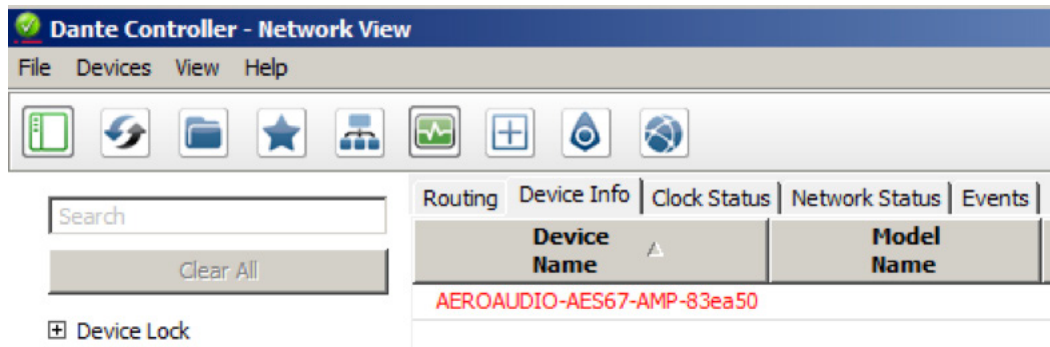 Dante Controller - Network View
File Devices View Help
Search
Clear All
Device Lock
Routing Device Info Clock Status Network Status Events
Device Name Model Name
AEROAUDIO-AES67-AMP-83ea50